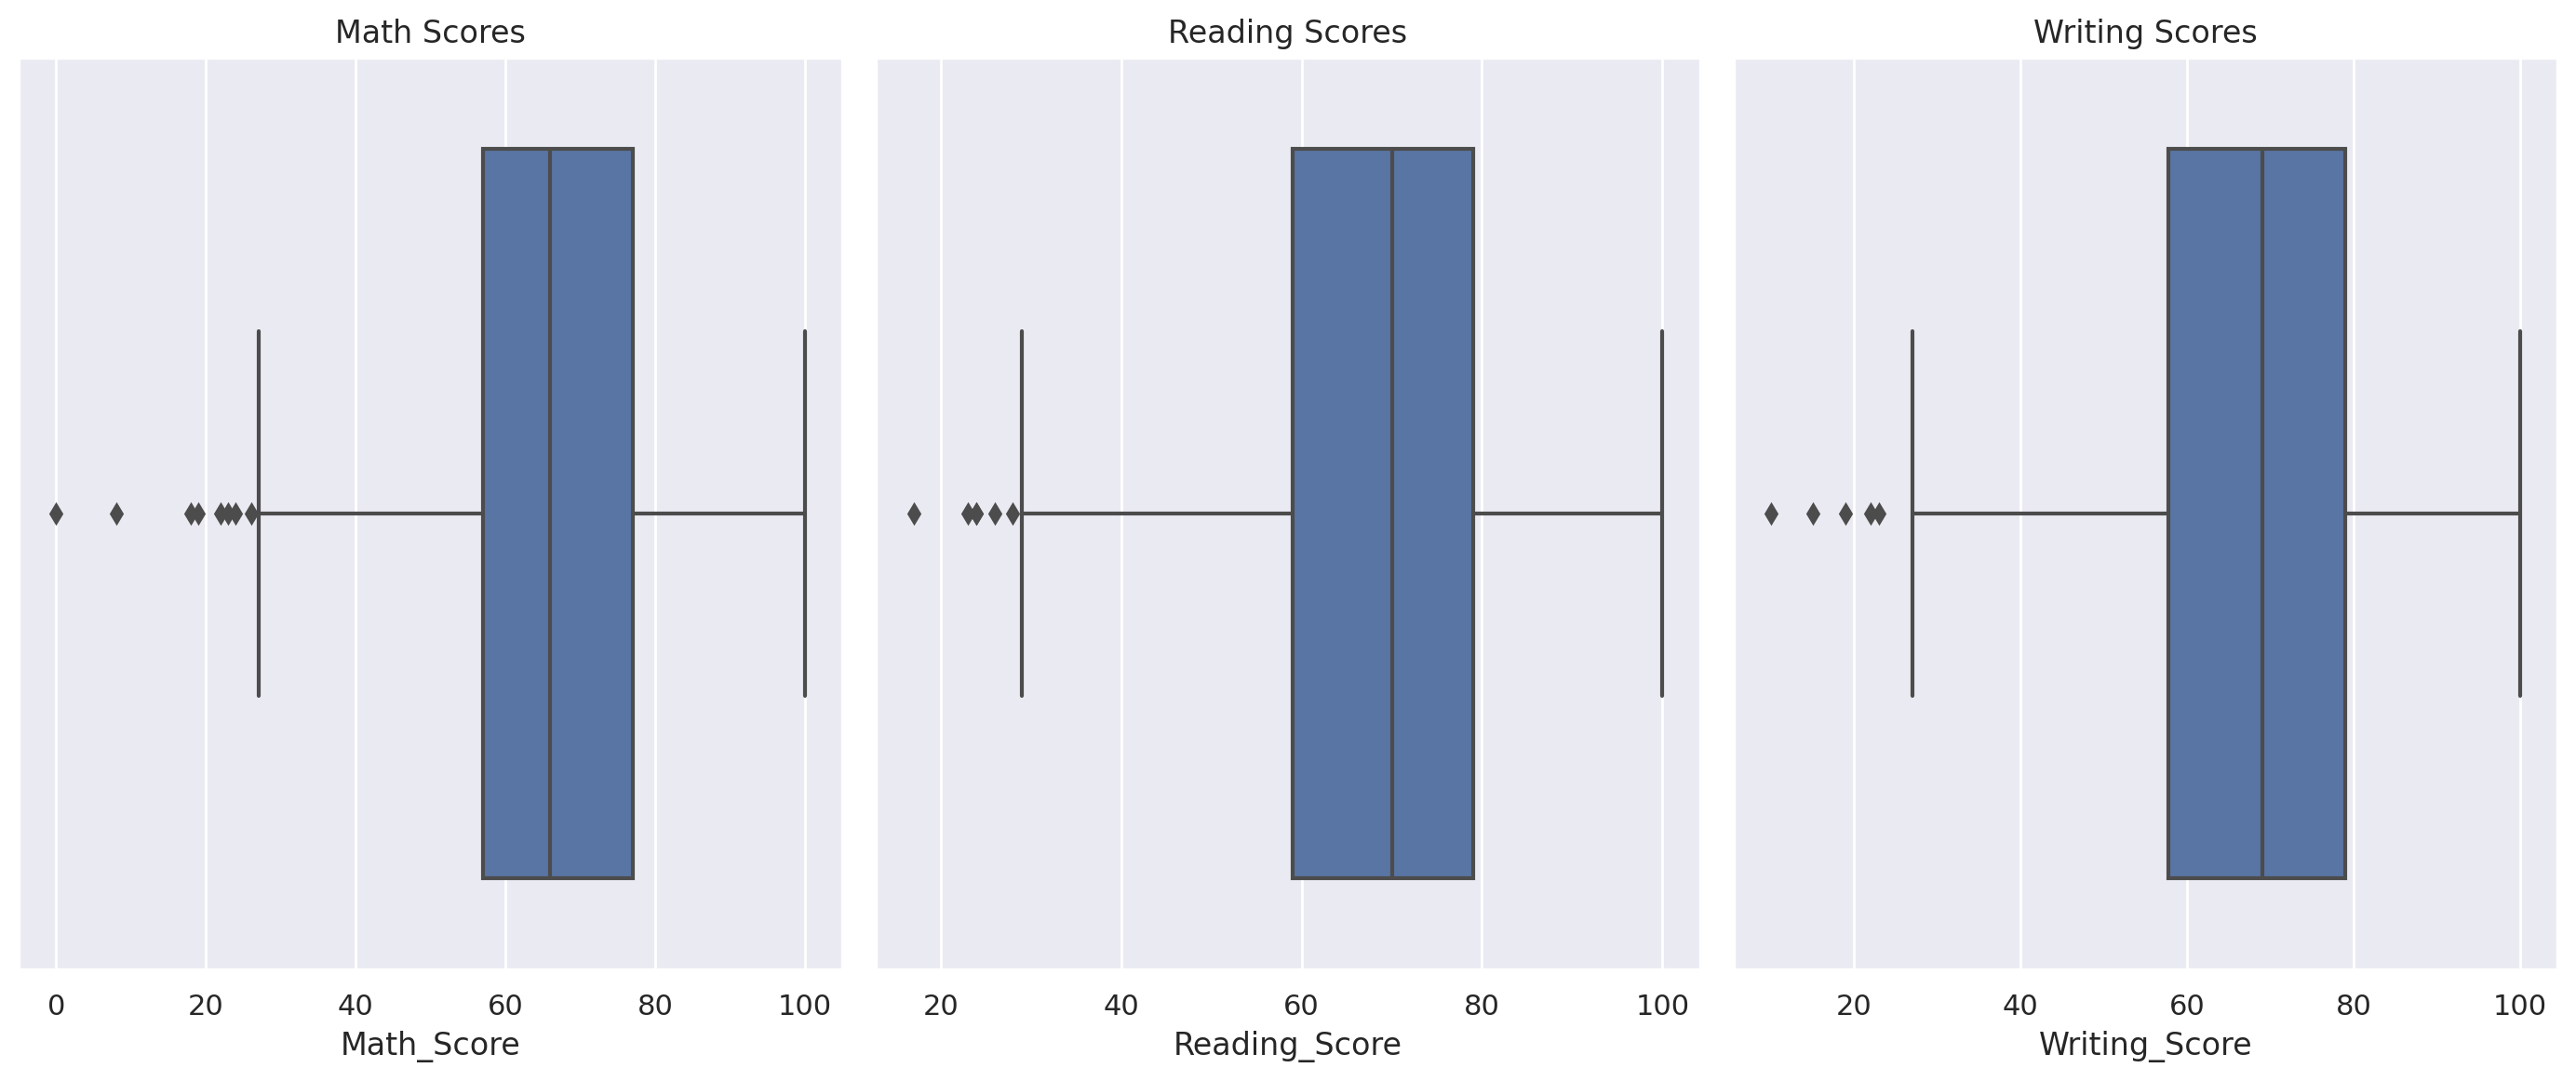 Math Scores
Reading Scores
Writing Scores
0 20 40 60 80 100
20 40 60 80 100
20 40 60 80 100
Math_Score
Reading_Score
Writing_Score